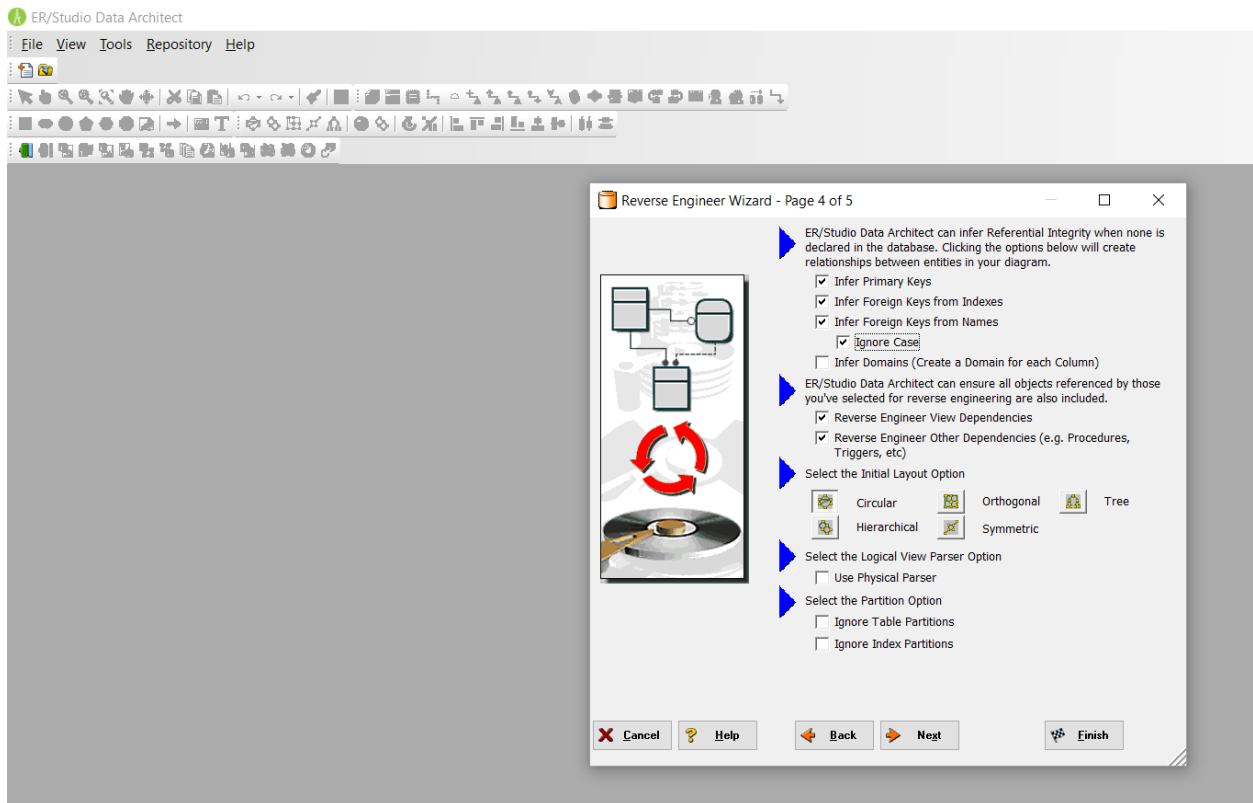 ER/Studio Data Architect
File View Tools Repository Help
Reverse Engineer Wizard - Page 4 of 5
ER/Studio Data Architect can infer Referential Integrity when none is
declared in the database. Clicking the options below will create
relationships between entities in your diagram.
Infer Primary Keys
Infer Foreign Keys from Indexes
Infer Foreign Keys from Names
Ignore Case
Infer Domains (Create a Domain for each Column)
ER/Studio Data Architect can ensure all objects referenced by those
you've selected for reverse engineering are also included.
Reverse Engineer View Dependencies
Reverse Engineer Other Dependencies (e.g. Procedures,
Triggers, etc)
Select the Initial Layout Option
Circular Orthogonal Tree
Hierarchical Symmetric
Select the Logical View Parser Option
Use Physical Parser
Select the Partition Option
Ignore Table Partitions
Ignore Index Partitions
Cancel Help Back Next Finish